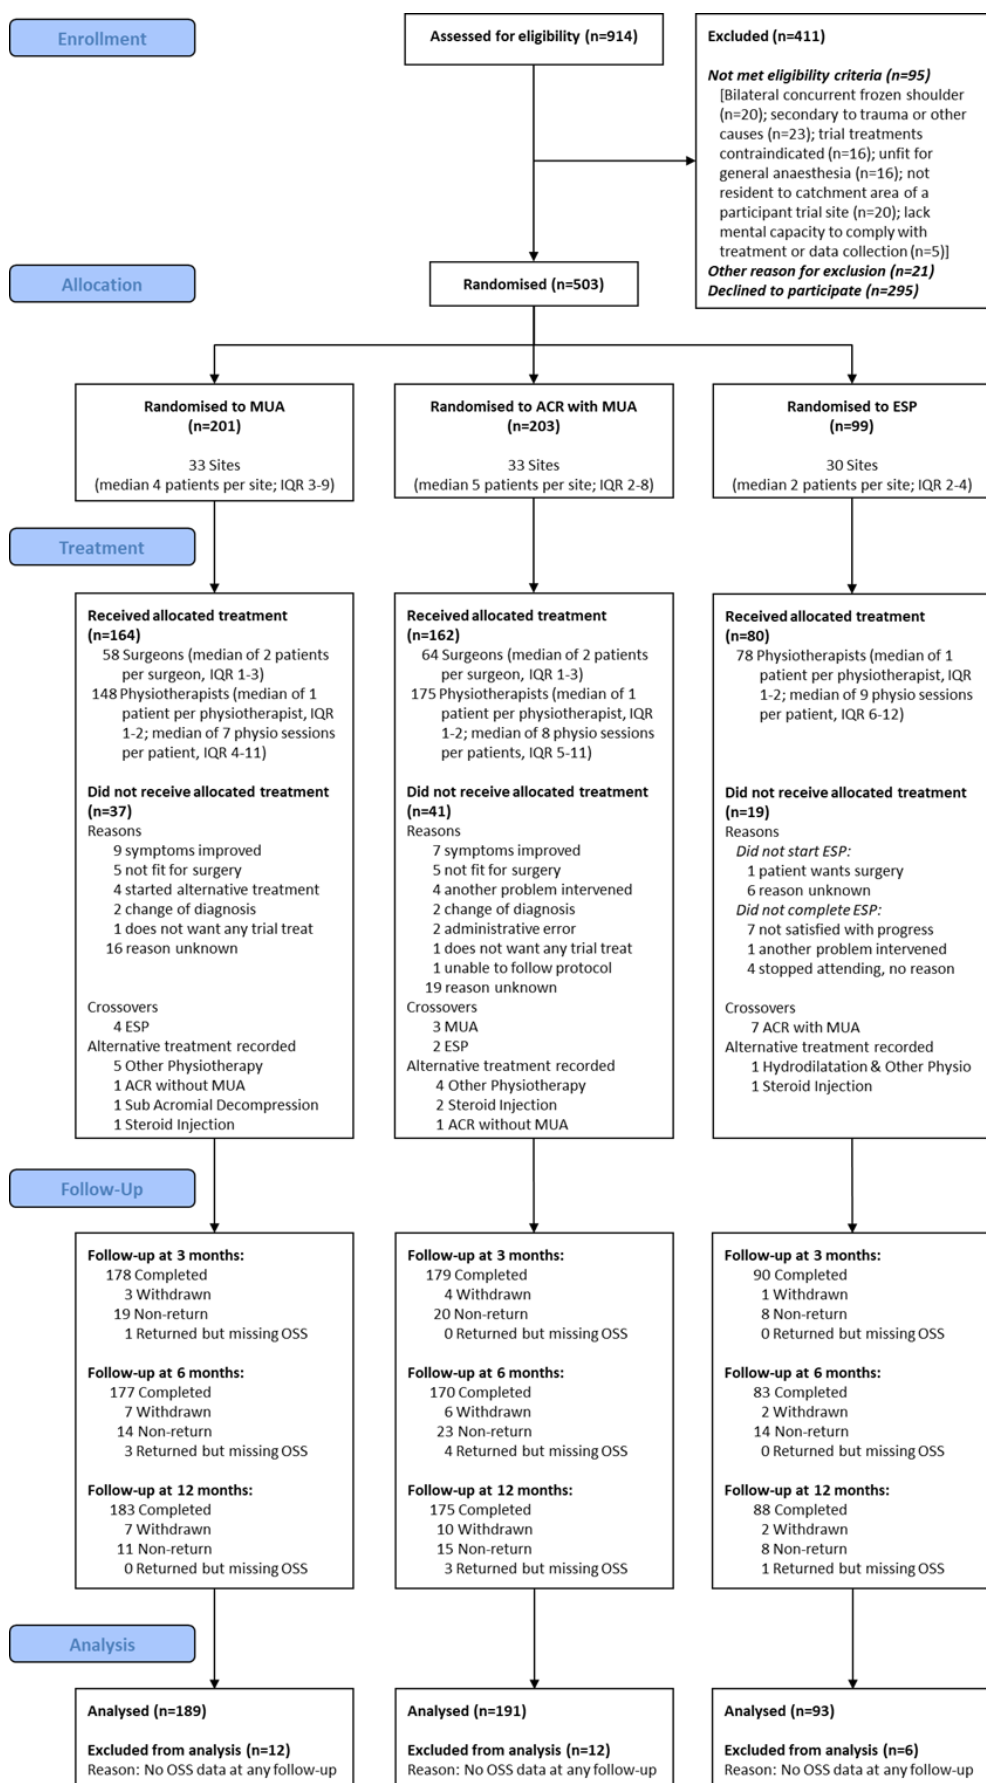 Enrollment
Assessed for eligibility (n=914)
Excluded (n=411)
Not met eligibility criteria (n=95)
[Bilateral concurrent frozen shoulder
(n=20); secondary to trauma or other
causes (n=23); trial treatments
contraindicated (n=16); unfit for
general anaesthesia (n=16); not
resident to catchment area of a
participant trial site (n=20); lack
mental capacity to comply with
treatment or data collection (n=5)]
Other reason for exclusion (n=21)
Declined to participate (n=295)
Allocation
Randomised (n=503)
Randomised to MUA
(n=201)
33 Sites
(median 4 patients per site; IQR 3-9)
Randomised to ACR with MUA
(n=203)
33 Sites
(median 5 patients per site; IQR 2-8)
Randomised to ESP
(n=99)
30 Sites
(median 2 patients per site; IQR 2-4)
Treatment
Received allocated treatment
(n=164)
58 Surgeons (median of 2 patients
per surgeon, IQR 1-3)
148 Physiotherapists (median of 1
patient per physiotherapist, IQR
1-2; median of 7 physio sessions
per patient, IQR 4-11)
Did not receive allocated treatment
(n=37)
Reasons
9 symptoms improved
5 not fit for surgery
4 started alternative treatment
2 change of diagnosis
1 does not want any trial treat
16 reason unknown
Crossovers
4 ESP
Alternative treatment recorded
5 Other Physiotherapy
1 ACR without MUA
1 Sub Acromial Decompression
1 Steroid Injection
Received allocated treatment
(n=162)
64 Surgeons (median of 2 patients
per surgeon, IQR 1-3)
175 Physiotherapists (median of 1
patient per physiotherapist, IQR
1-2; median of 8 physio sessions
per patients, IQR 5-11)
Did not receive allocated treatment
(n=41)
Reasons
7 symptoms improved
5 not fit for surgery
4 another problem intervened
2 change of diagnosis
2 administrative error
1 does not want any trial treat
1 unable to follow protocol
19 reason unknown
Crossovers
3 MUA
2 ESP
Alternative treatment recorded
4 Other Physiotherapy
2 Steroid Injection
1 ACR without MUA
Received allocated treatment
(n=80)
78 Physiotherapists (median of 1
patient per physiotherapist, IQR
1-2; median of 9 physio sessions
per patient, IQR 6-12)
Did not receive allocated treatment
(n=19)
Reasons
Did not start ESP:
1 patient wants surgery
6 reason unknown
Did not complete ESP:
7 not satisfied with progress
1 another problem intervened
4 stopped attending, no reason
Crossovers
7 ACR with MUA
Alternative treatment recorded
1 Hydrodilatation & Other Physio
1 Steroid Injection
Follow-Up
Follow-up at 3 months:
178 Completed
3 Withdrawn
19 Non-return
1 Returned but missing OSS
Follow-up at 6 months:
177 Completed
7 Withdrawn
14 Non-return
3 Returned but missing OSS
Follow-up at 12 months:
183 Completed
7 Withdrawn
11 Non-return
0 Returned but missing OSS
Follow-up at 3 months:
179 Completed
4 Withdrawn
20 Non-return
0 Returned but missing OSS
Follow-up at 6 months:
170 Completed
6 Withdrawn
23 Non-return
4 Returned but missing OSS
Follow-up at 12 months:
175 Completed
10 Withdrawn
15 Non-return
3 Returned but missing OSS
Follow-up at 3 months:
90 Completed
1 Withdrawn
8 Non-return
0 Returned but missing OSS
Follow-up at 6 months:
83 Completed
2 Withdrawn
14 Non-return
0 Returned but missing OSS
Follow-up at 12 months:
88 Completed
2 Withdrawn
8 Non-return
1 Returned but missing OSS
Analysis
Analysed (n=189)
Excluded from analysis (n=12)
Reason: No OSS data at any follow-up
Analysed (n=191)
Excluded from analysis (n=12)
Reason: No OSS data at any follow-up
Analysed (n=93)
Excluded from analysis (n=6)
Reason: No OSS data at any follow-up